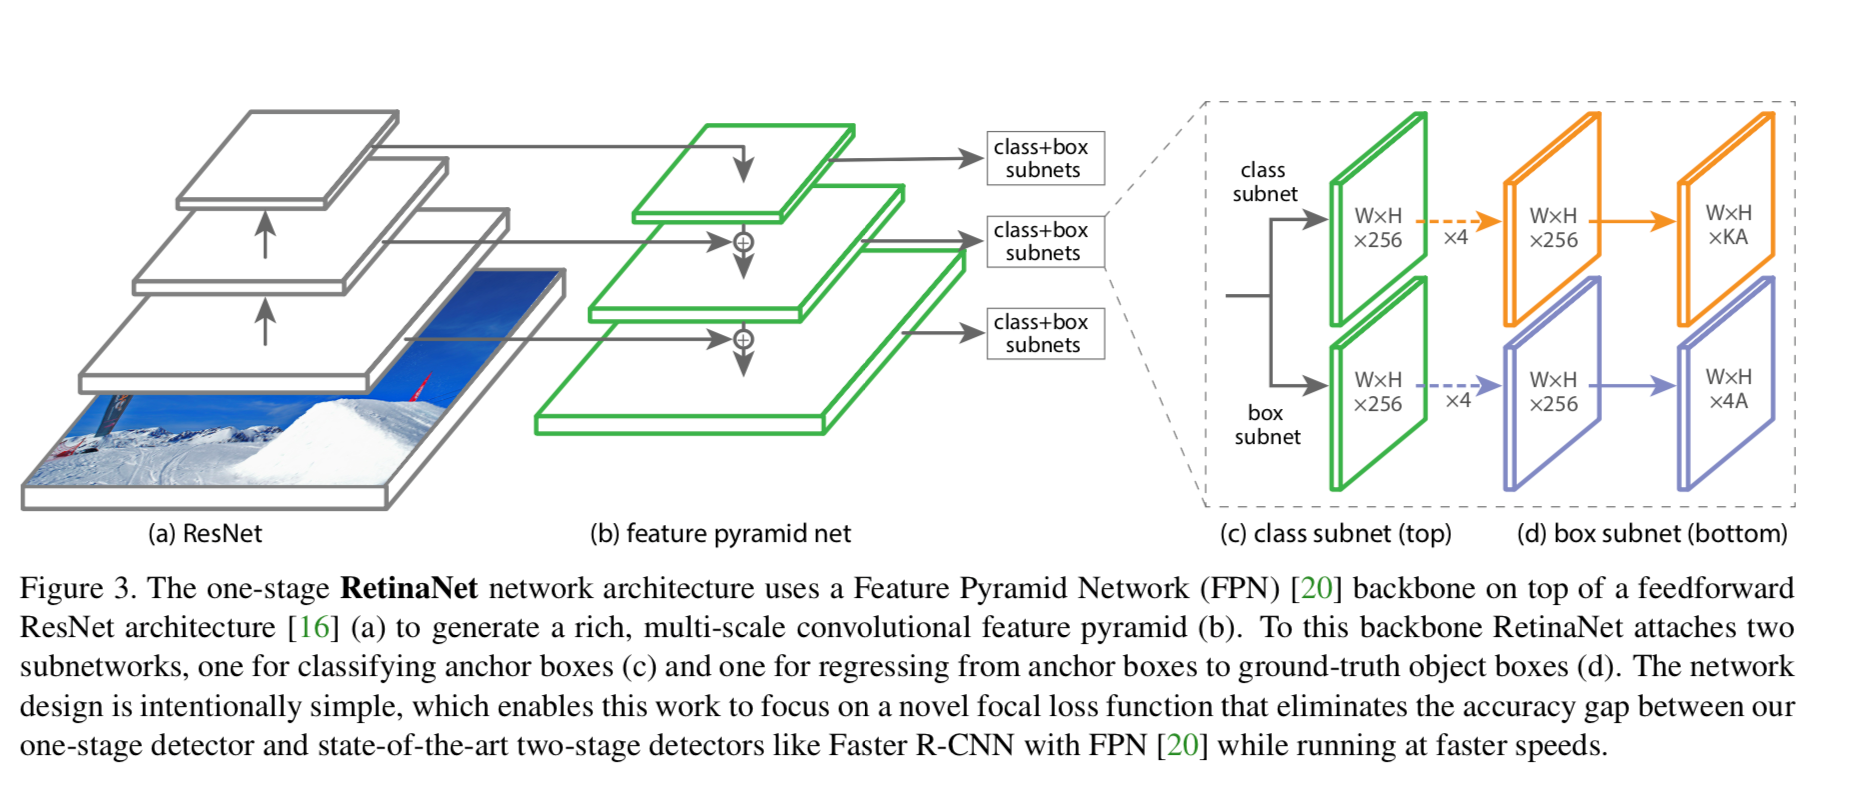 class+box
subnets
class+box
subnets
class+box
subnets
class
subnet
W×H
×256
×4
W×H
×256
W×H
×KA
box
subnet
W×H
×256
×4
W×H
×256
W×H
×4A
(a) ResNet
(b) feature pyramid net
(c) class subnet (top)
(d) box subnet (bottom)
Figure 3. The one-stage RetinaNet network architecture uses a Feature Pyramid Network (FPN) [20] backbone on top of a feedforward
ResNet architecture [16] (a) to generate a rich, multi-scale convolutional feature pyramid (b). To this backbone RetinaNet attaches two
subnetworks, one for classifying anchor boxes (c) and one for regressing from anchor boxes to ground-truth object boxes (d). The network
design is intentionally simple, which enables this work to focus on a novel focal loss function that eliminates the accuracy gap between our
one-stage detector and state-of-the-art two-stage detectors like Faster R-CNN with FPN [20] while running at faster speeds.